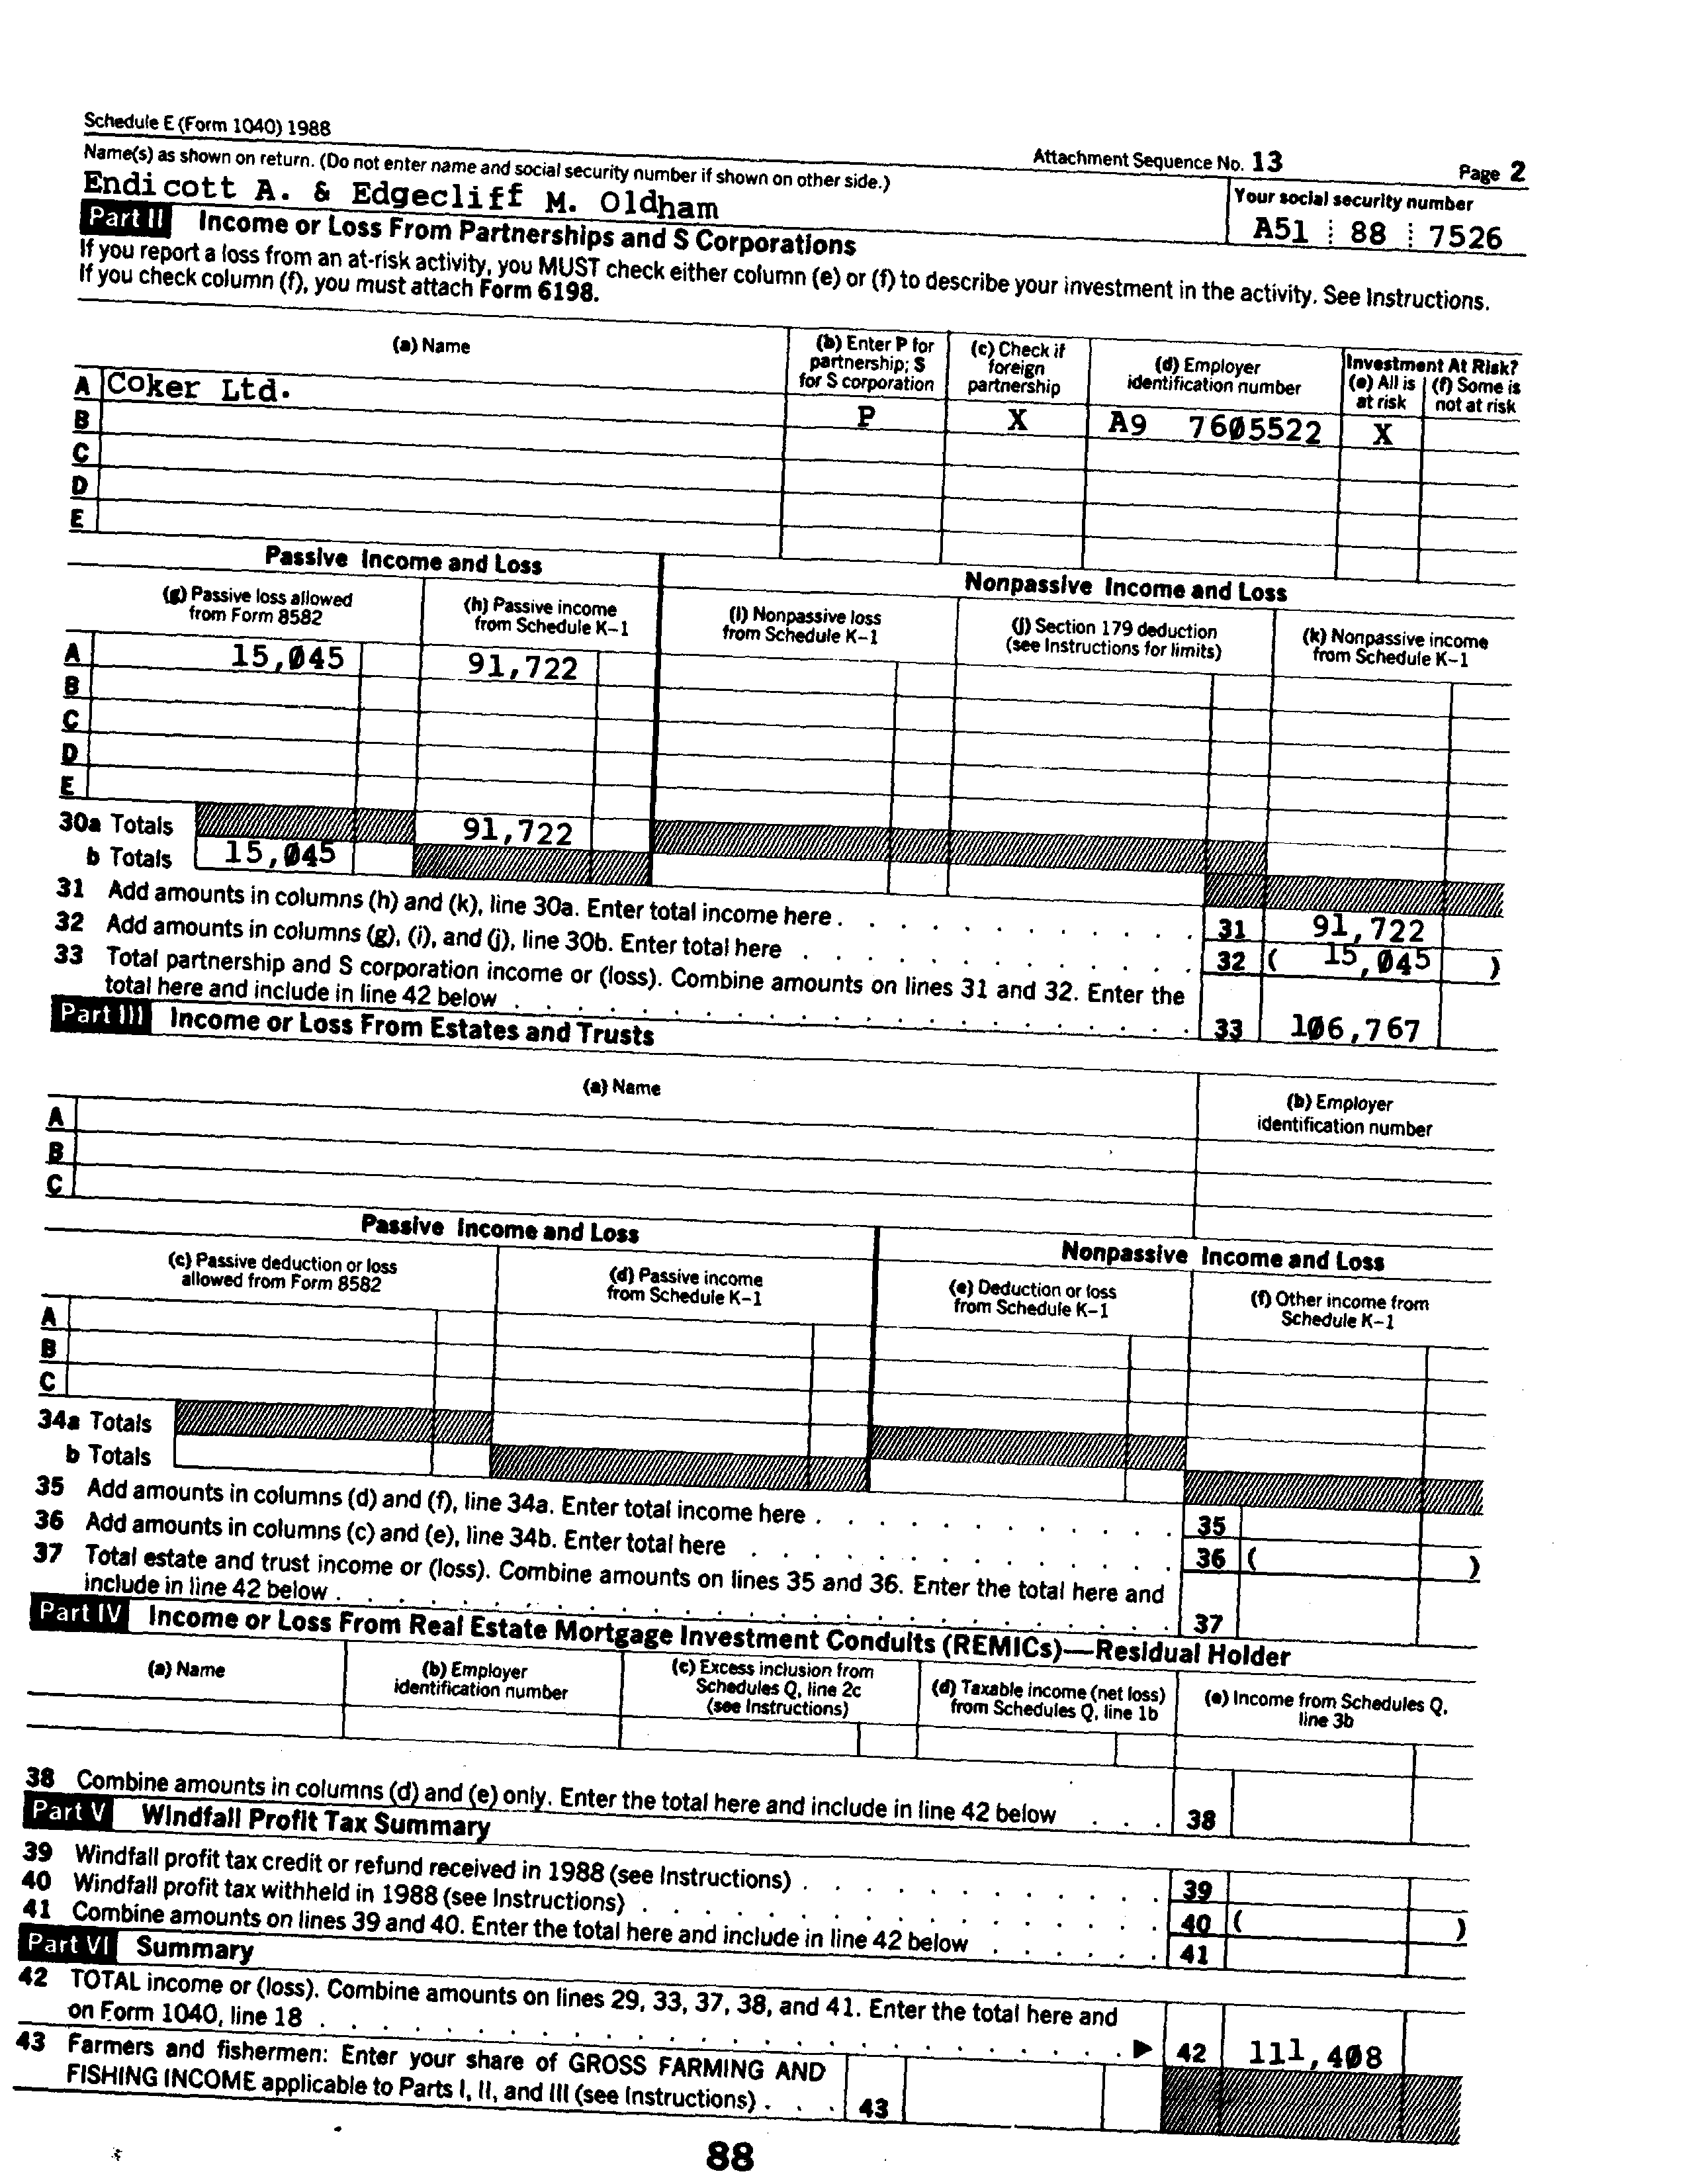 Schedule E (Form 1040) 1988
Attachment Sequence No. 13
Page 2
Name(s) as shown on return. (Do not enter name and social security number if shown on other side.)
Your social security number
Endicott A. & Edgecliff M. Oldham
A51 88 7526
Part II Income or Loss From Partnerships and S Corporations
If you report a loss from an at-risk activity, you MUST check either column (e) or (f) to describe your investment in the activity. See Instructions.
If you check column (f), you must attach Form 6198.
(a) Name
(b) Enter P for partnership; S for S corporation
(c) Check if foreign partnership
(d) Employer identification number
Investment At Risk?
(e) All is at risk
(f) Some is not at risk
A Coker Ltd. P X A9 7605522 X
B
C
D
E
Passive Income and Loss
Nonpassive Income and Loss
(g) Passive loss allowed from Form 8582
(h) Passive income from Schedule K-1
(i) Nonpassive loss from Schedule K-1
(j) Section 179 deduction (see Instructions for limits)
(k) Nonpassive income from Schedule K-1
A 15,045 91,722
B
C
D
E
30a Totals 91,722
b Totals 15,045
31 Add amounts in columns (h) and (k), line 30a. Enter total income here . . . . . . . . . . . . 31 91,722
32 Add amounts in columns (g), (i), and (j), line 30b. Enter total here . . . . . . . . . . . . . 32 ( 15,045 )
33 Total partnership and S corporation income or (loss). Combine amounts on lines 31 and 32. Enter the
total here and include in line 42 below . . . . . . . . . . . . . . . . . . . . . . 33 106,767
Part III Income or Loss From Estates and Trusts
(a) Name
(b) Employer identification number
A
B
C
Passive Income and Loss
Nonpassive Income and Loss
(c) Passive deduction or loss allowed from Form 8582
(d) Passive income from Schedule K-1
(e) Deduction or loss from Schedule K-1
(f) Other income from Schedule K-1
A
B
C
34a Totals
b Totals
35 Add amounts in columns (d) and (f), line 34a. Enter total income here . . . . . . . . . . . . 35
36 Add amounts in columns (c) and (e), line 34b. Enter total here . . . . . . . . . . . . . . 36 ( )
37 Total estate and trust income or (loss). Combine amounts on lines 35 and 36. Enter the total here and
include in line 42 below . . . . . . . . . . . . . . . . . . . . . . . . . . 37
Part IV Income or Loss From Real Estate Mortgage Investment Conduits (REMICs)—Residual Holder
(a) Name
(b) Employer identification number
(c) Excess inclusion from Schedules Q, line 2c (see Instructions)
(d) Taxable income (net loss) from Schedules Q, line 1b
(e) Income from Schedules Q, line 3b
38 Combine amounts in columns (d) and (e) only. Enter the total here and include in line 42 below . . . 38
Part V Windfall Profit Tax Summary
39 Windfall profit tax credit or refund received in 1988 (see Instructions) . . . . . . . . . . . . 39
40 Windfall profit tax withheld in 1988 (see Instructions) . . . . . . . . . . . . . . . . . 40 ( )
41 Combine amounts on lines 39 and 40. Enter the total here and include in line 42 below . . . . . . 41
Part VI Summary
42 TOTAL income or (loss). Combine amounts on lines 29, 33, 37, 38, and 41. Enter the total here and
on Form 1040, line 18 . . . . . . . . . . . . . . . . . . . . . . . . . ▶ 42 111,408
43 Farmers and fishermen: Enter your share of GROSS FARMING AND
FISHING INCOME applicable to Parts I, II, and III (see Instructions) . . . 43
88